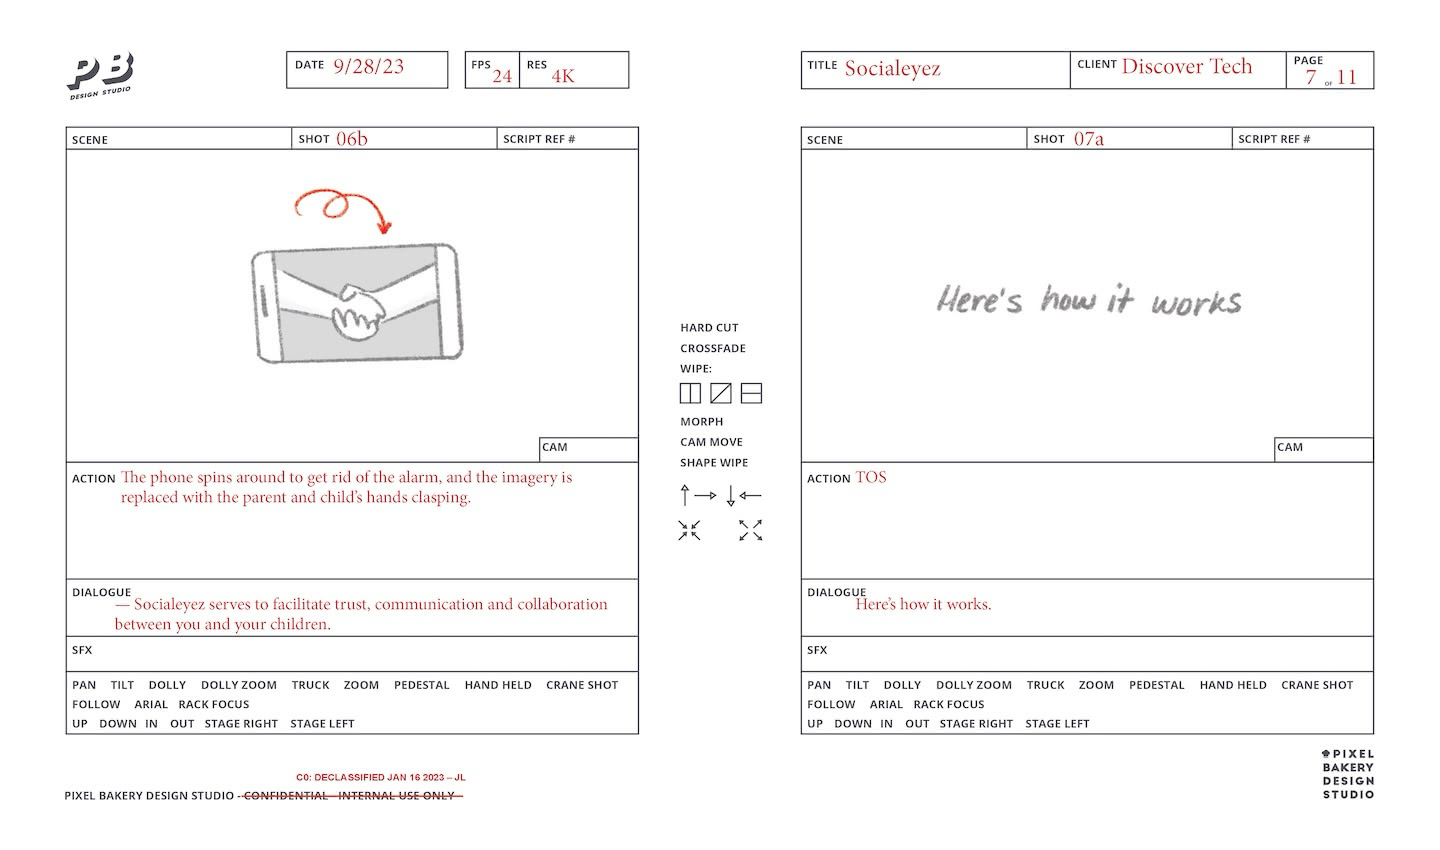 PB
DESIGN STUDIO
DATE 9/28/23
FPS 24
RES 4K
TITLE Socialeyez
CLIENT Discover Tech
PAGE 7 OF 11
SCENE
SHOT 06b
SCRIPT REF #
CAM
ACTION The phone spins around to get rid of the alarm, and the imagery is
replaced with the parent and child's hands clasping.
DIALOGUE
— Socialeyez serves to facilitate trust, communication and collaboration
between you and your children.
SFX
PAN TILT DOLLY DOLLY ZOOM TRUCK ZOOM PEDESTAL HAND HELD CRANE SHOT
FOLLOW ARIAL RACK FOCUS
UP DOWN IN OUT STAGE RIGHT STAGE LEFT
HARD CUT
CROSSFADE
WIPE:
MORPH
CAM MOVE
SHAPE WIPE
SCENE
SHOT 07a
SCRIPT REF #
Here's how it works
CAM
ACTION TOS
DIALOGUE
Here's how it works.
SFX
PAN TILT DOLLY DOLLY ZOOM TRUCK ZOOM PEDESTAL HAND HELD CRANE SHOT
FOLLOW ARIAL RACK FOCUS
UP DOWN IN OUT STAGE RIGHT STAGE LEFT
C0: DECLASSIFIED JAN 16 2023 – JL
PIXEL BAKERY DESIGN STUDIO - CONFIDENTIAL - INTERNAL USE ONLY
PIXEL
BAKERY
DESIGN
STUDIO